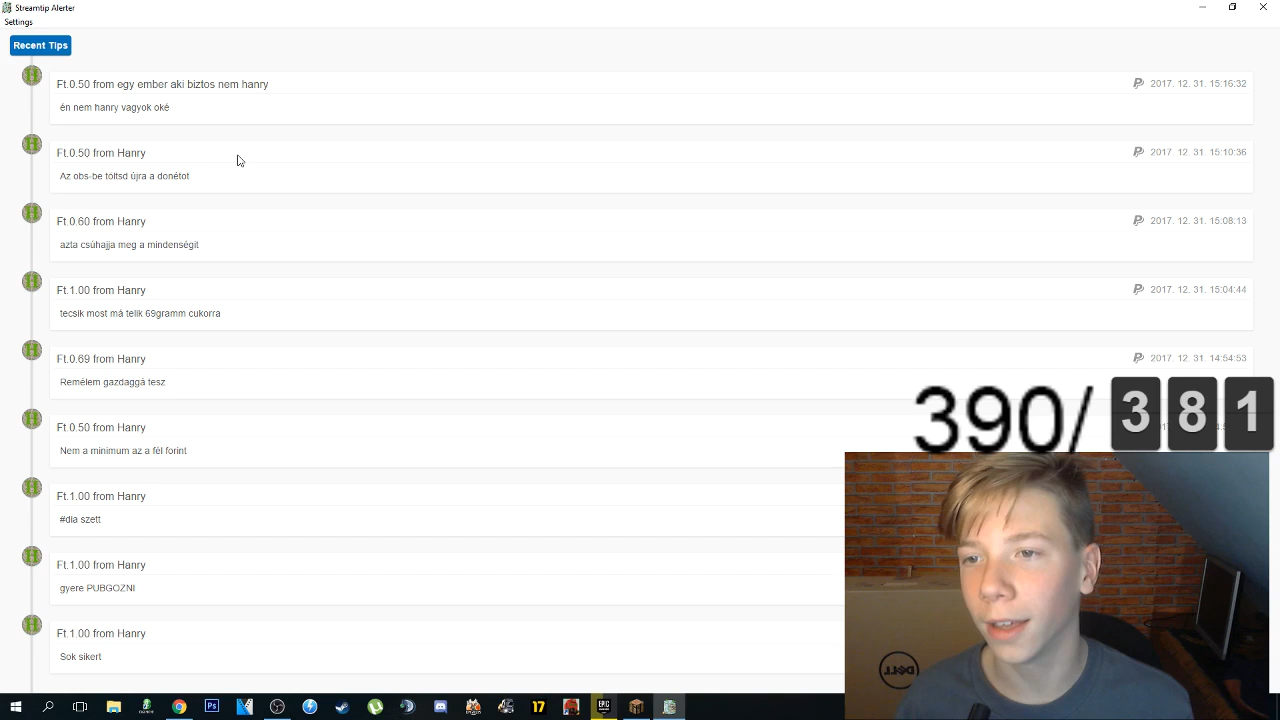 Streamtip Alerter
Settings
Recent Tips
Ft.0.50 from egy ember aki biztos nem hanry
2017. 12. 31. 15:16:32
én nem hanry vagyok oké
Ft.0.50 from Hanry
2017. 12. 31. 15:10:36
Az obs-be töltsd újra a donétot
Ft.0.60 from Hanry
2017. 12. 31. 15:08:13
azta csúhajja meg a mindenségit
Ft.1.00 from Hanry
2017. 12. 31. 15:04:44
tecsik most má telik 69gramm cukorra
Ft.0.69 from Hanry
2017. 12. 31. 14:54:53
Remélem gazdaggá tesz
390/ 381
Ft.0.50 from Hanry
Nem a minimum az a fél forint
Ft.1.00 from Hanry
#dia szett
Ft.1.00 from Hanry
gyere PUBGOZNI
Ft.1.00 from Hanry
Sok sikert
DELL
Ps
17
EPIC